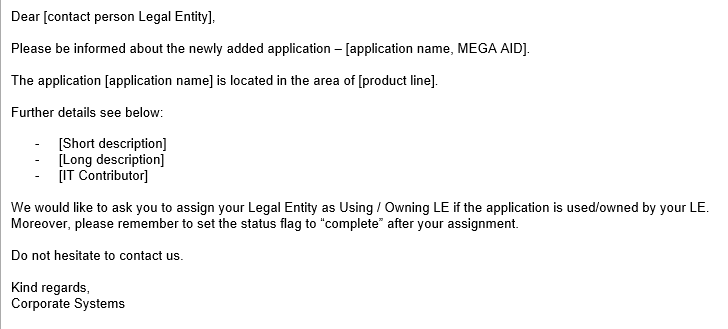 Dear [contact person Legal Entity],
Please be informed about the newly added application – [application name, MEGA AID].
The application [application name] is located in the area of [product line].
Further details see below:
- [Short description]
- [Long description]
- [IT Contributor]
We would like to ask you to assign your Legal Entity as Using / Owning LE if the application is used/owned by your LE.
Moreover, please remember to set the status flag to “complete” after your assignment.
Do not hesitate to contact us.
Kind regards,
Corporate Systems